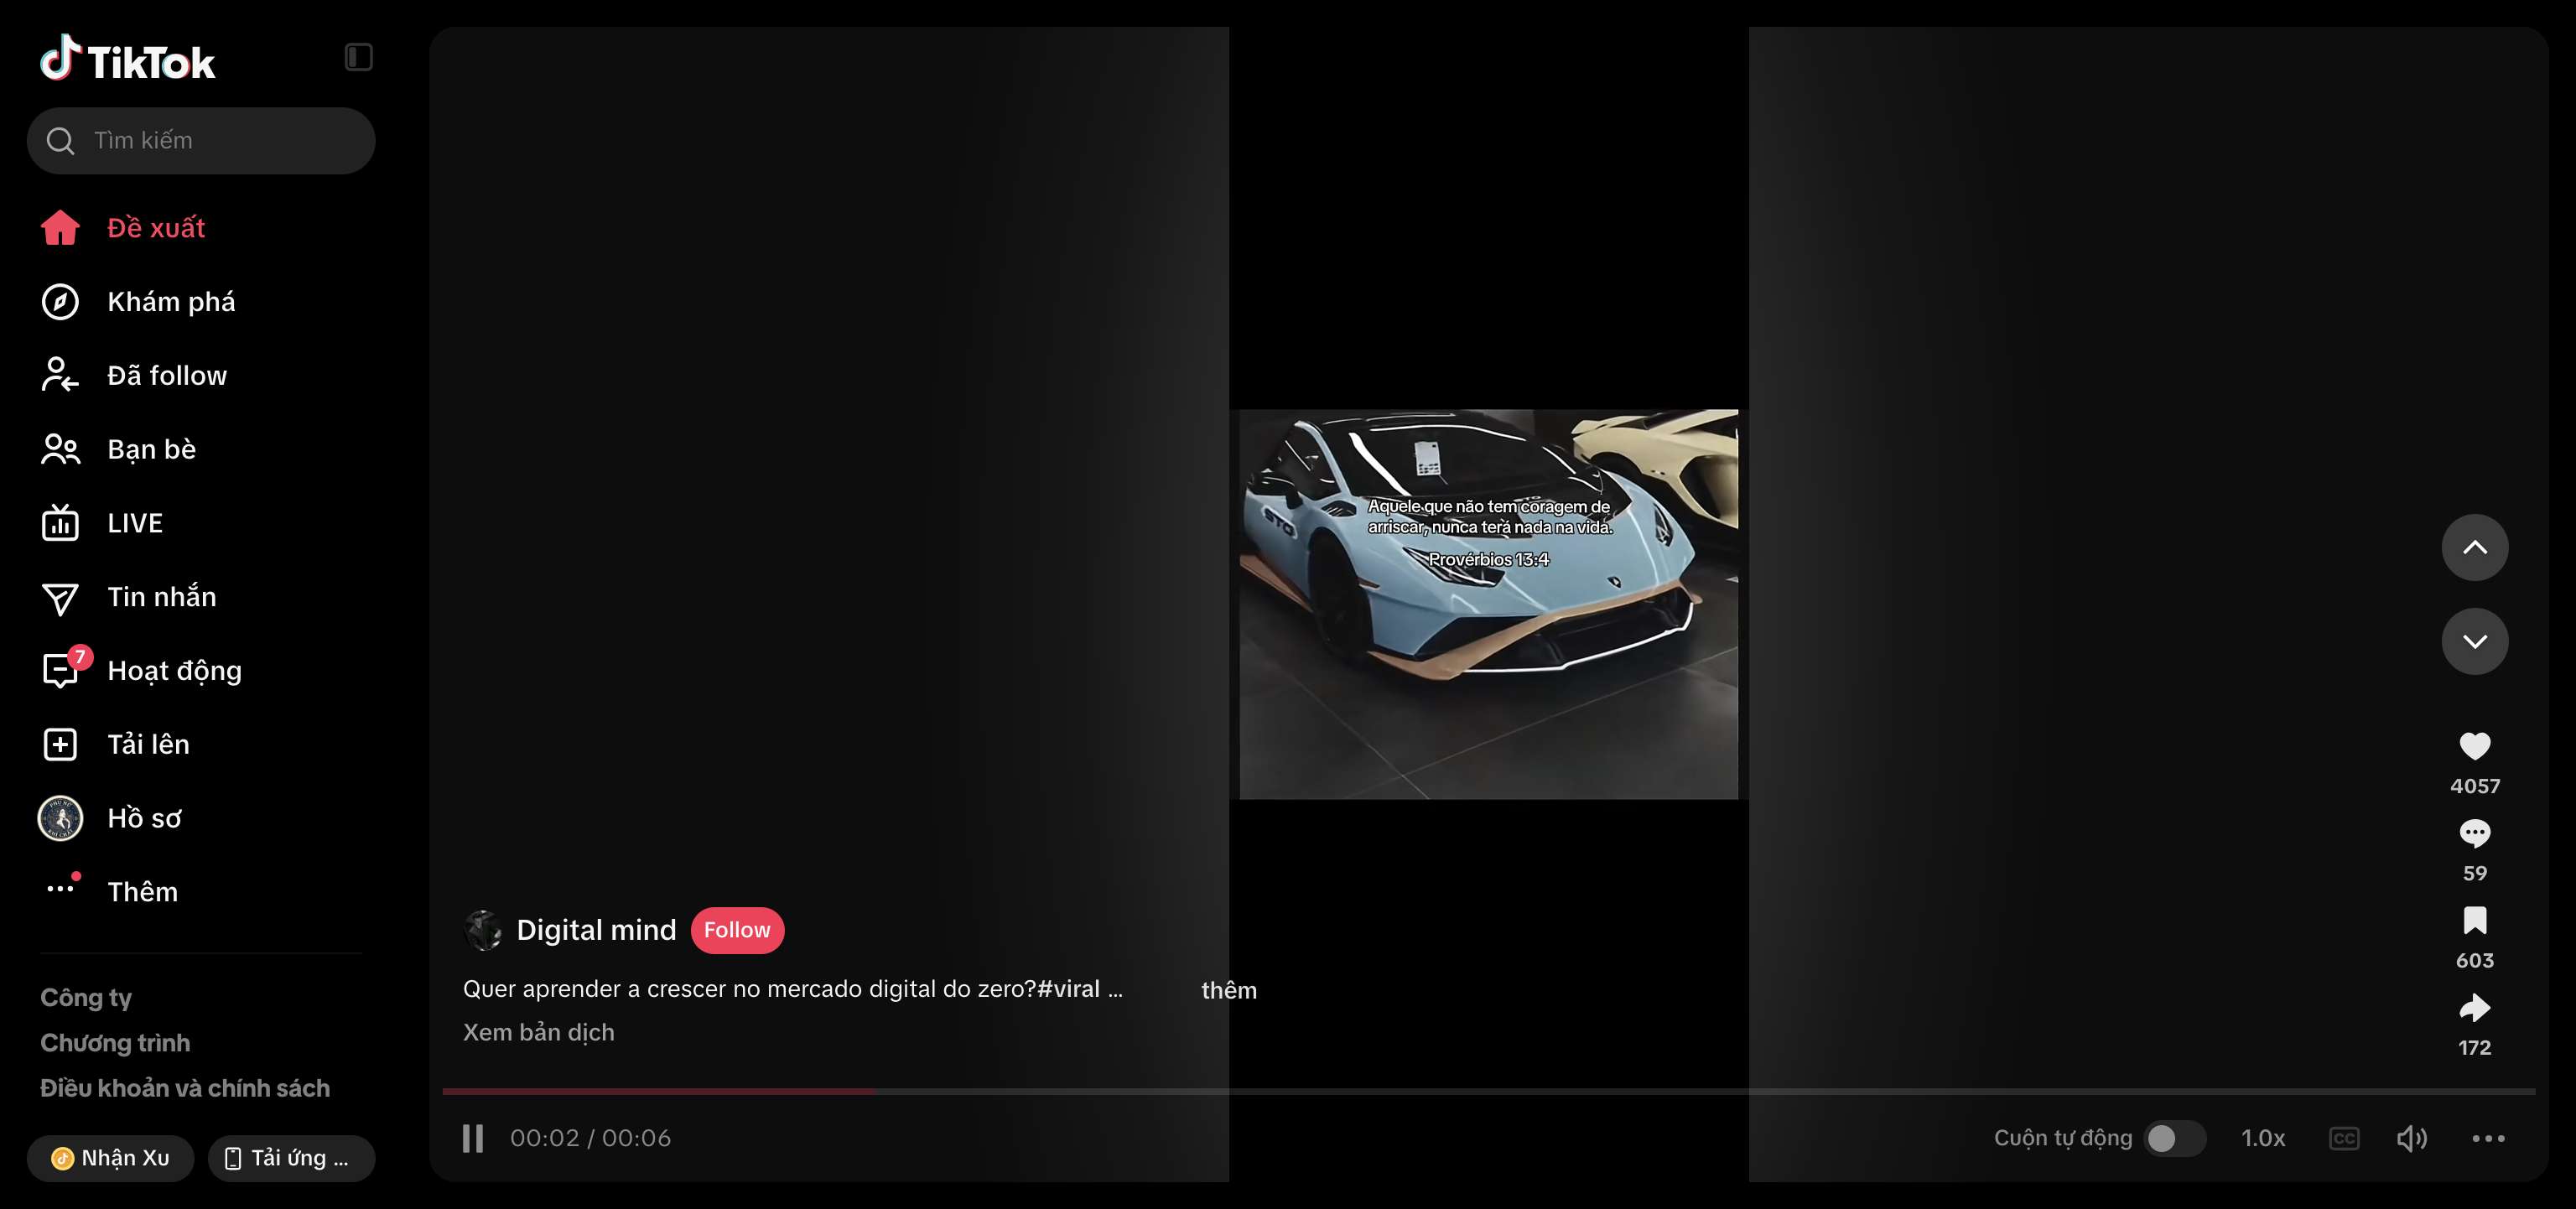 TikTok
Tìm kiếm
Đề xuất
Khám phá
Đã follow
Bạn bè
LIVE
Tin nhắn
7
Hoạt động
Tải lên
Hồ sơ
Thêm
Công ty
Chương trình
Điều khoản và chính sách
Nhận Xu
Tải ứng ...
STO
Aquele que não tem coragem de
arriscar, nunca terà nada na vida.
Provérbios 13:4
Digital mind
Follow
Quer aprender a crescer no mercado digital do zero?#viral ...
thêm
Xem bản dịch
00:02 / 00:06
4057
59
603
172
Cuộn tự động
1.0x
CC